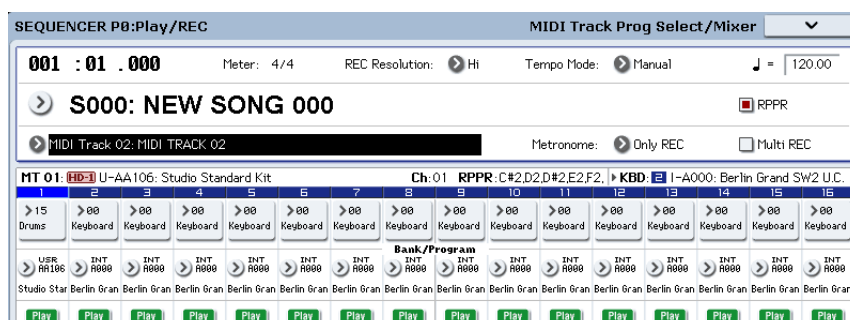 SEQUENCER P0:Play/REC MIDI Track Prog Select/Mixer
001 :01 .000 Meter: 4/4 REC Resolution: Hi Tempo Mode: Manual ♩ = 120.00
S000: NEW SONG 000 RPPR
MIDI Track 02: MIDI TRACK 02 Metronome: Only REC Multi REC
MT 01: HD-1 U-AA106: Studio Standard Kit Ch:01 RPPR:C#2,D2,D#2,E2,F2, KBD: 2 I-A000: Berlin Grand SW2 U.C.
1 2 3 4 5 6 7 8 9 10 11 12 13 14 15 16
15 00 00 00 00 00 00 00 00 00 00 00 00 00 00 00
Drums Keyboard Keyboard Keyboard Keyboard Keyboard Keyboard Keyboard Keyboard Keyboard Keyboard Keyboard Keyboard Keyboard Keyboard Keyboard
Bank/Program
USR INT INT INT INT INT INT INT INT INT INT INT INT INT INT INT
AA106 A000 A000 A000 A000 A000 A000 A000 A000 A000 A000 A000 A000 A000 A000 A000
Studio Star Berlin Gran Berlin Gran Berlin Gran Berlin Gran Berlin Gran Berlin Gran Berlin Gran Berlin Gran Berlin Gran Berlin Gran Berlin Gran Berlin Gran Berlin Gran Berlin Gran Berlin Gran
Play Play Play Play Play Play Play Play Play Play Play Play Play Play Play Play